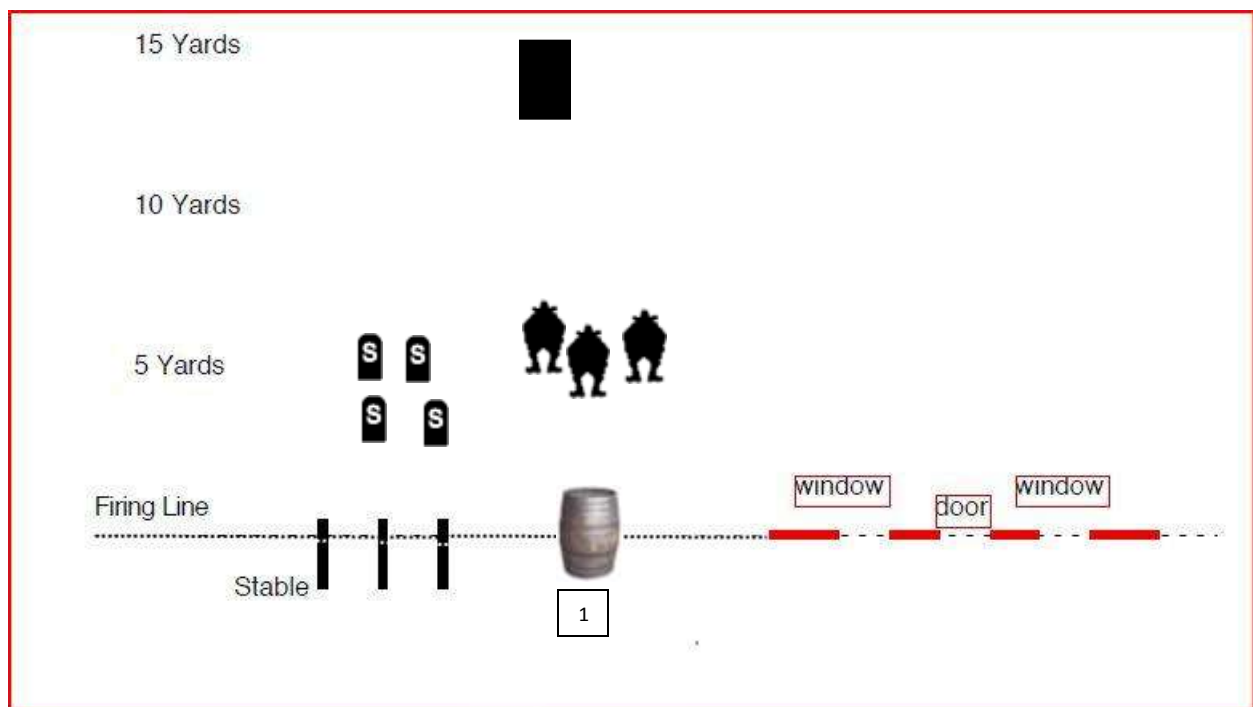 15 Yards
10 Yards
5 Yards
S S
S S
Firing Line
window
door
window
Stable
1